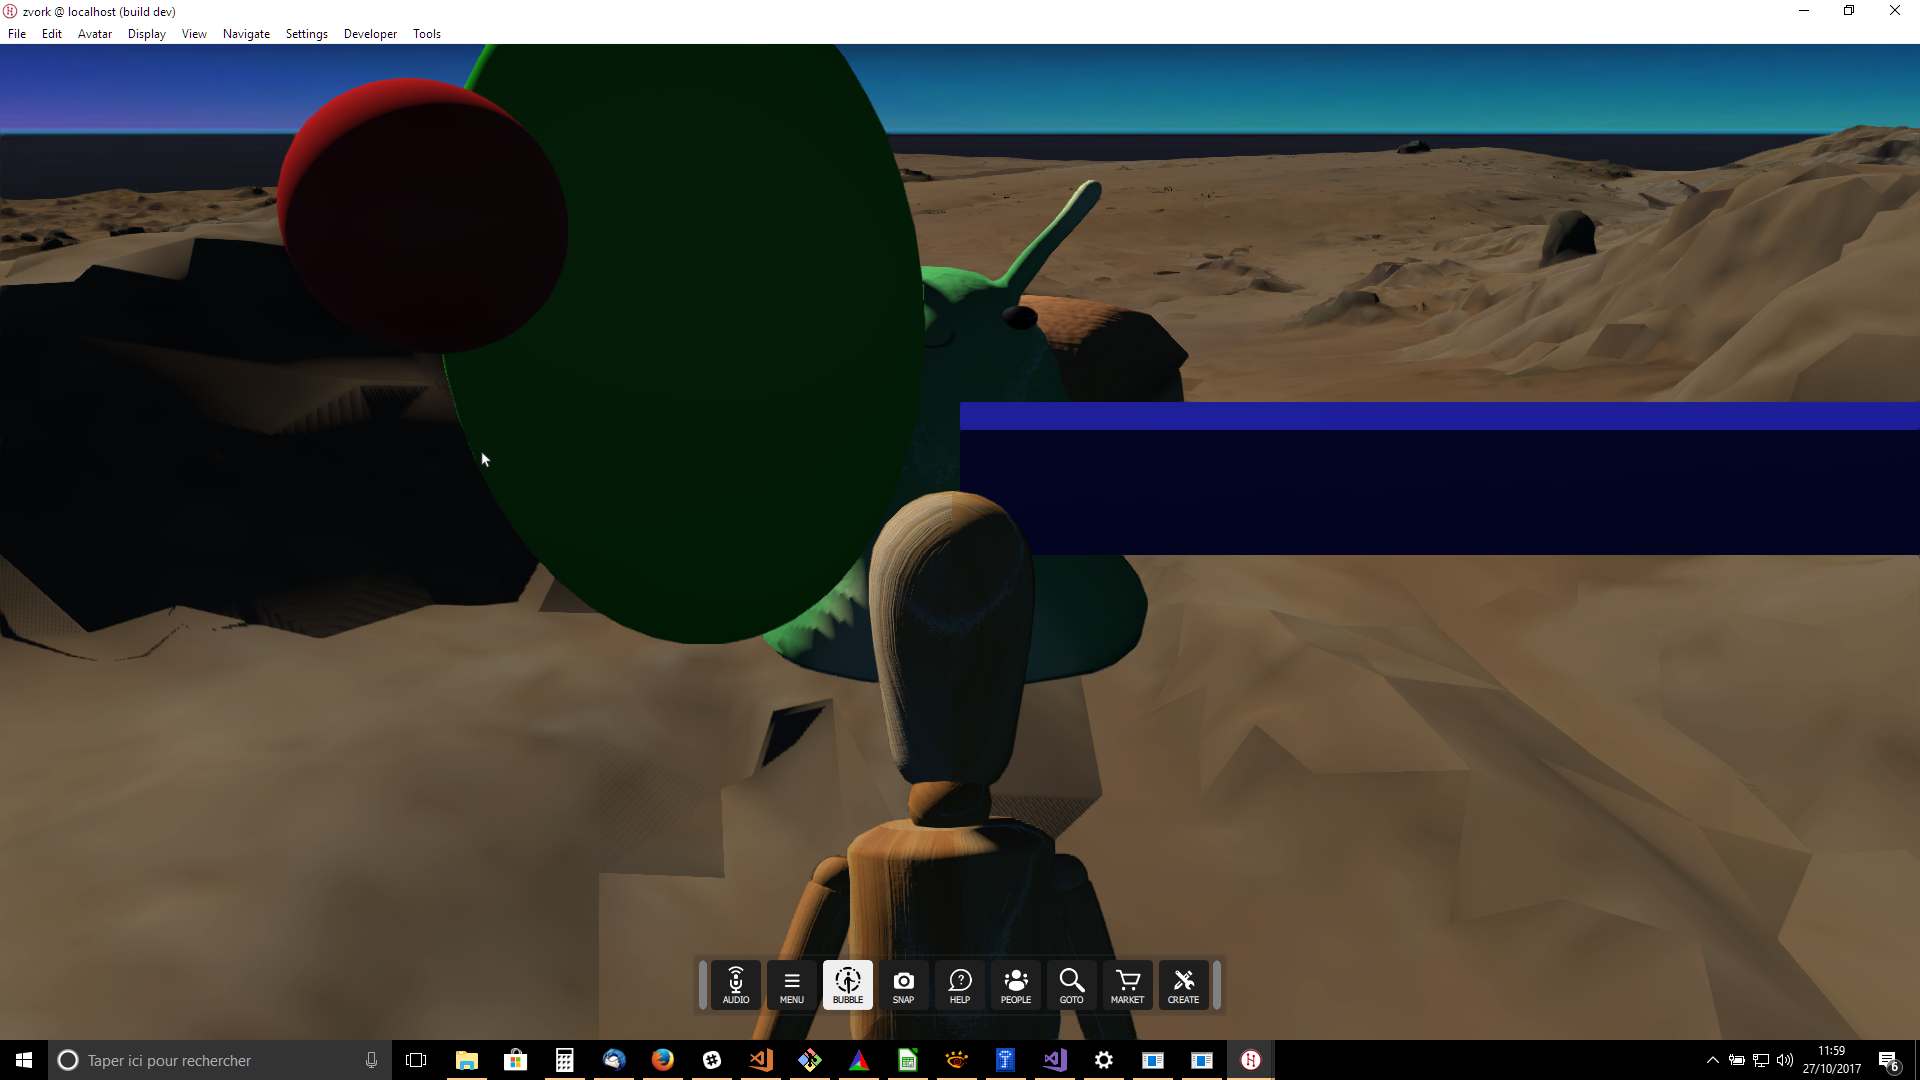 zvork @ localhost (build dev)
File Edit Avatar Display View Navigate Settings Developer Tools
AUDIO MENU BUBBLE SNAP HELP PEOPLE GOTO MARKET CREATE
Taper ici pour rechercher
11:59
27/10/2017
6